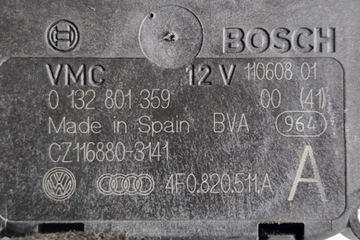 BOSCH
VMC 12V 110608 01
0 132 801 359 00 (41)
Made in Spain BVA 964
CZ116880-3141
4F0.820.511.A A